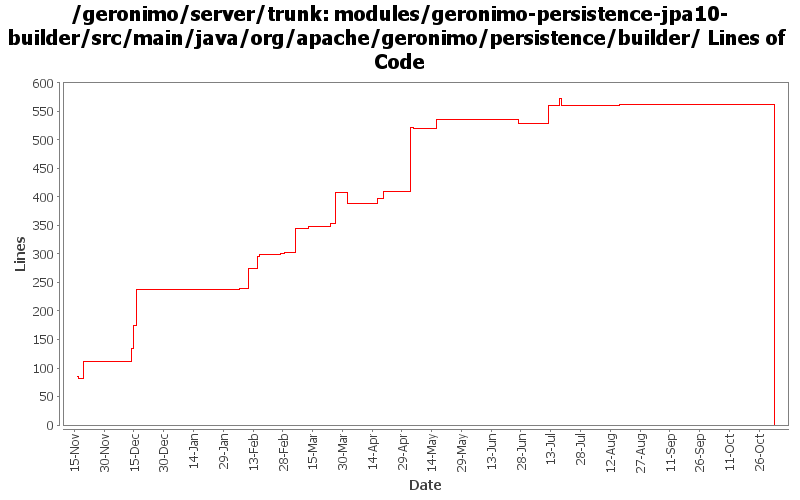 /geronimo/server/trunk: modules/geronimo-persistence-jpa10-
builder/src/main/java/org/apache/geronimo/persistence/builder/ Lines of
Code
600
550
500
450
400
350
300
250
200
150
100
50
0
Lines
15-Nov
30-Nov
15-Dec
30-Dec
14-Jan
29-Jan
13-Feb
28-Feb
15-Mar
30-Mar
14-Apr
29-Apr
14-May
29-May
13-Jun
28-Jun
13-Jul
28-Jul
12-Aug
27-Aug
11-Sep
26-Sep
11-Oct
26-Oct
Date